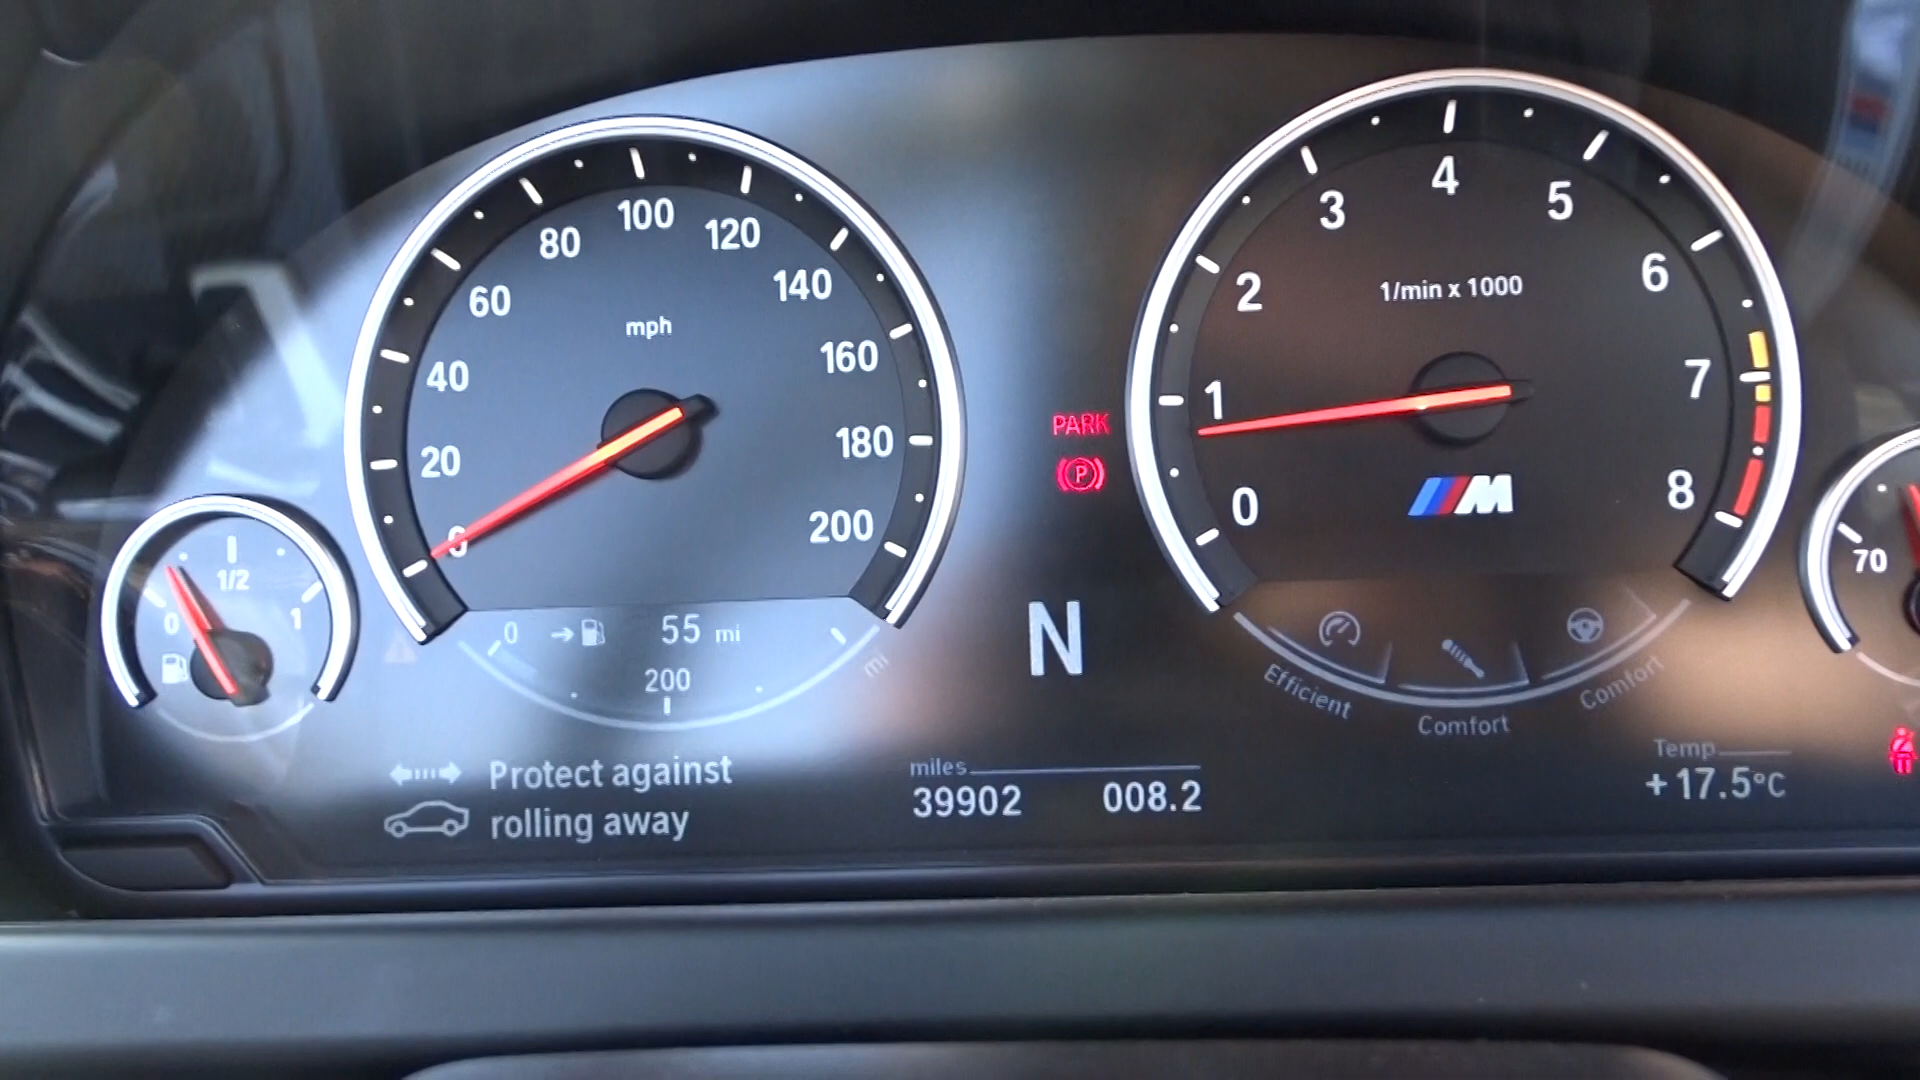 0
20
40
60
80
100
120
140
160
180
200
mph
0
1/2
1
0
55 mi
200
mi
PARK
P
N
0
1
2
3
4
5
6
7
8
1/min x 1000
M
Efficient
Comfort
Comfort
70
Protect against
rolling away
miles
39902 008.2
Temp
+17.5°C